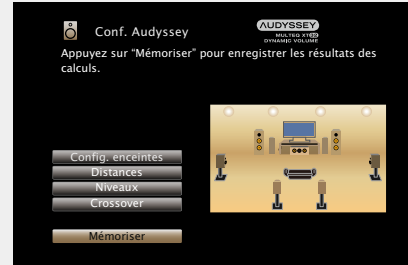 Conf. Audyssey
AUDYSSEY
MULTEQ XT32
DYNAMIC VOLUME
Appuyez sur “Mémoriser” pour enregistrer les résultats des
calculs.
Config. enceintes
Distances
Niveaux
Crossover
Mémoriser